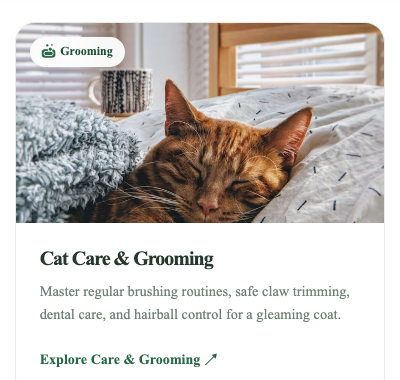 Grooming
Cat Care & Grooming
Master regular brushing routines, safe claw trimming,
dental care, and hairball control for a gleaming coat.
Explore Care & Grooming ↗